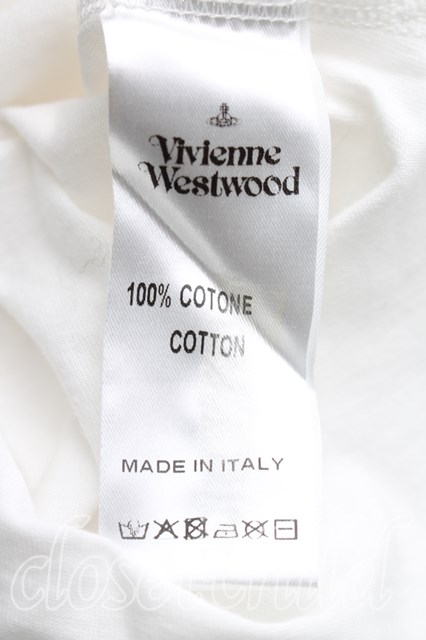 Vivienne
Westwood
100% COTONE
COTTON
MADE IN ITALY
closet child